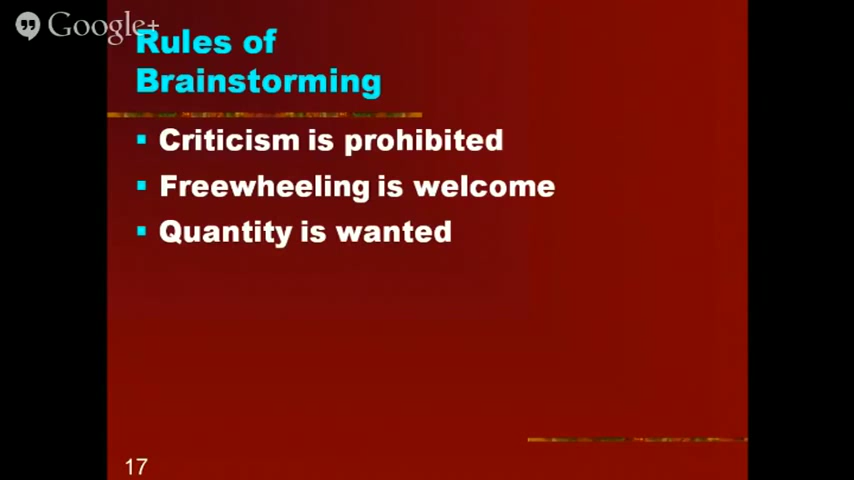 Google+
Rules of
Brainstorming
Criticism is prohibited
Freewheeling is welcome
Quantity is wanted
17